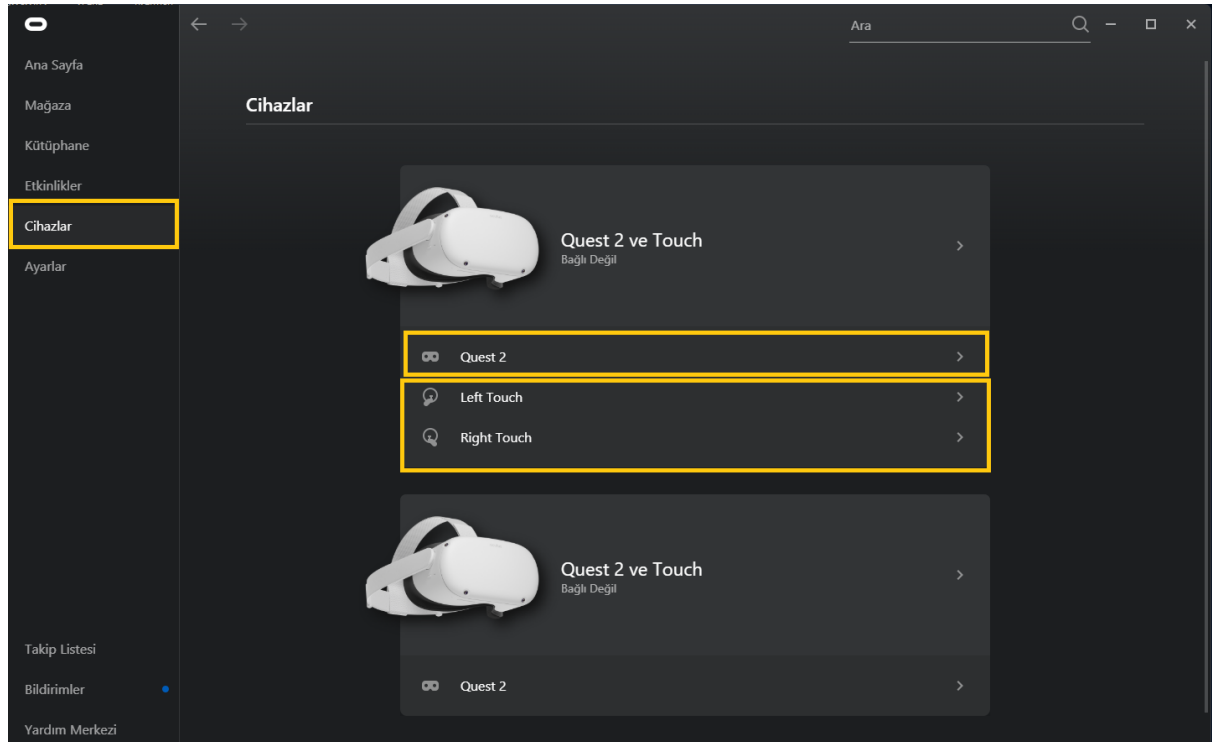 Ara
Ana Sayfa
Mağaza
Kütüphane
Etkinlikler
Cihazlar
Ayarlar
Takip Listesi
Bildirimler
Yardım Merkezi
Cihazlar
Quest 2 ve Touch
Bağlı Değil
Quest 2
Left Touch
Right Touch
Quest 2 ve Touch
Bağlı Değil
Quest 2